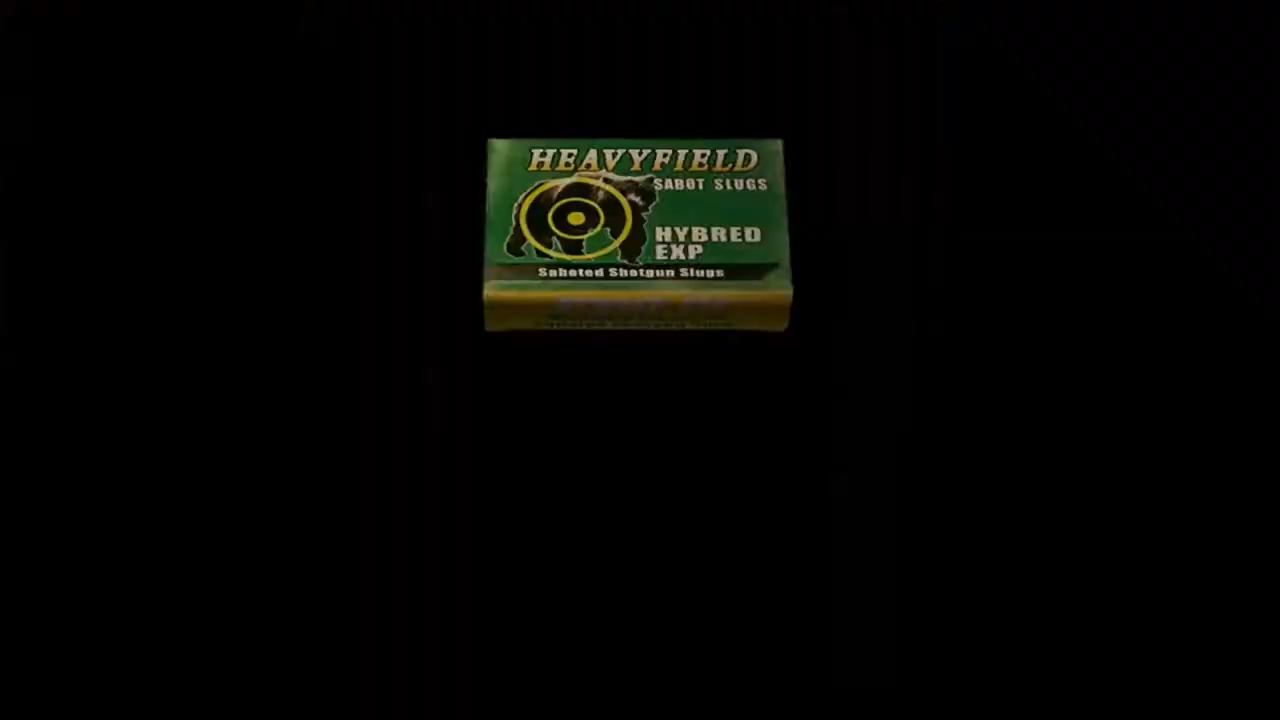 HEAVYFIELD
SABOT SLUGS
HYBRED
EXP
Saboted Shotgun Slugs